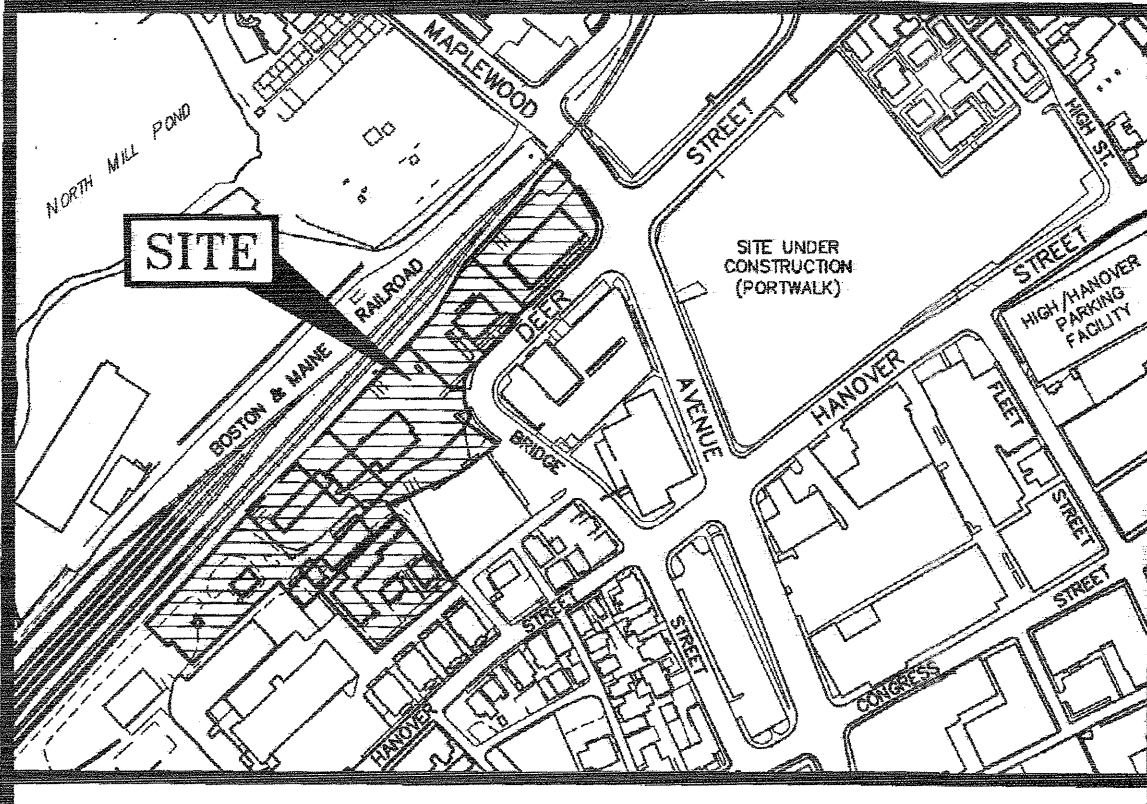 MAPLEWOOD
STREET
HIGH ST.
NORTH MILL POND
SITE
SITE UNDER
CONSTRUCTION
(PORTWALK)
STREET
HIGH/HANOVER
PARKING
FACILITY
RAILROAD
BOSTON & MAINE
DEER
HANOVER
AVENUE
FLEET
BRIDGE
STREET
STREET
STREET
STREET
CONGRESS
HANOVER